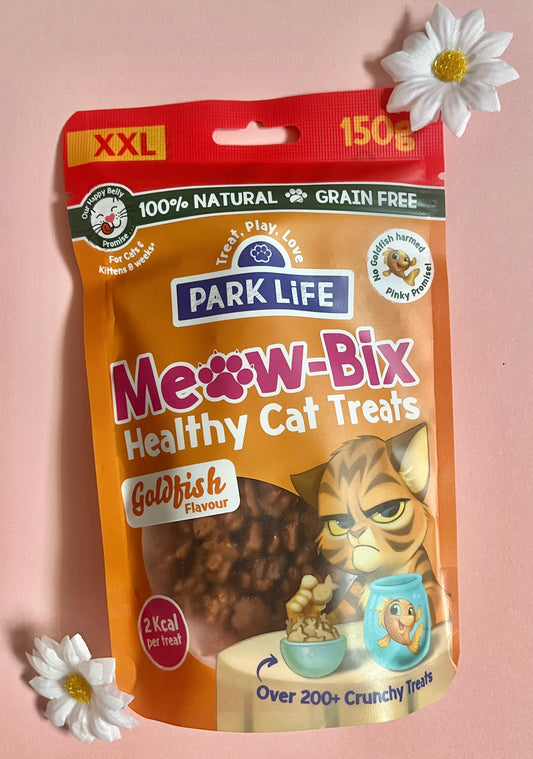 XXL
150g
100% NATURAL GRAIN FREE
Our Happy Belly
Promise
For Cats &
Kittens 8 weeks+
Treat, Play, Love
PARK LiFE
No Goldfish harmed
Pinky Promise!
Meow-Bix
Healthy Cat Treats
Goldfish
Flavour
2 Kcal
per treat
Over 200+ Crunchy Treats